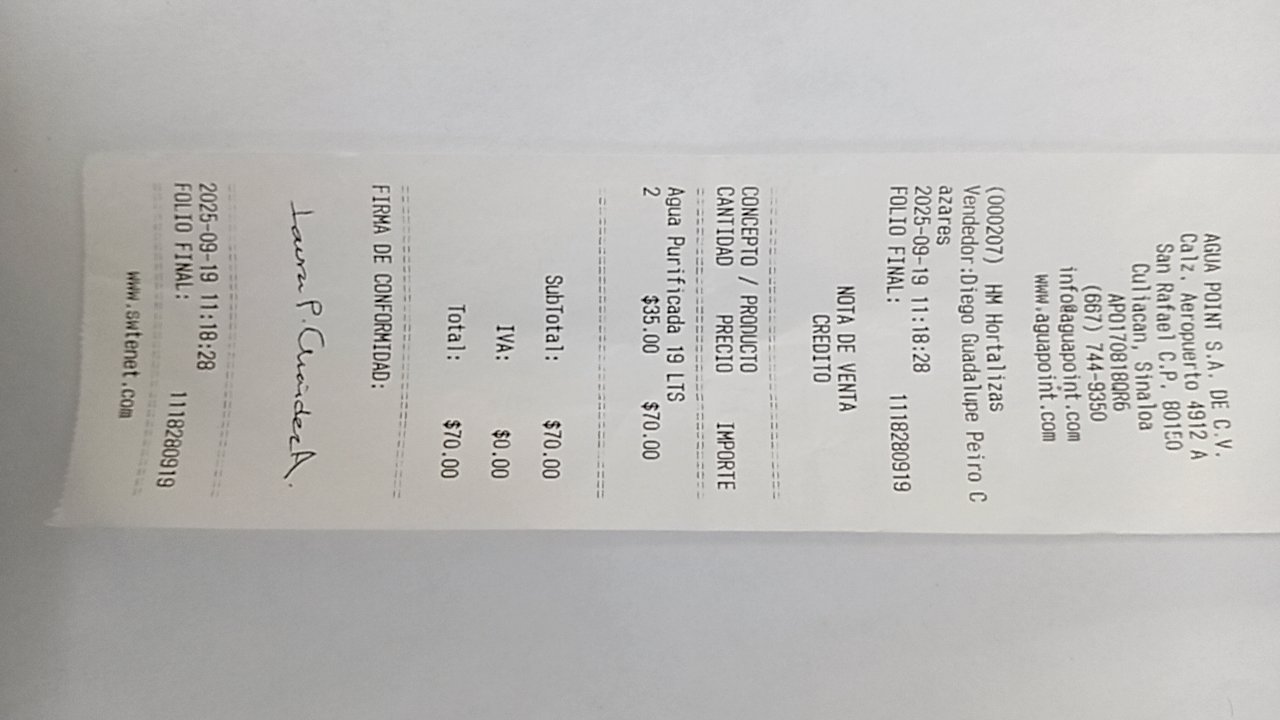 AGUA POINT S.A. DE C.V.
Calz. Aeropuerto 4912 A
San Rafael C.P. 80150
Culiacan, Sinaloa
APO170818QR6
(667) 744-9350
info@aguapoint.com
www.aguapoint.com
(000207) HM Hortalizas
Vendedor:Diego Guadalupe Peiro C
azares
2025-09-19 11:18:28
FOLIO FINAL: 1118280919
NOTA DE VENTA
CREDITO
CONCEPTO / PRODUCTO
CANTIDAD PRECIO IMPORTE
Agua Purificada 19 LTS
2 $35.00 $70.00
SubTotal: $70.00
IVA: $0.00
Total: $70.00
FIRMA DE CONFORMIDAD:
Laura P.
2025-09-19 11:18:28
FOLIO FINAL: 1118280919
www.swtenet.com